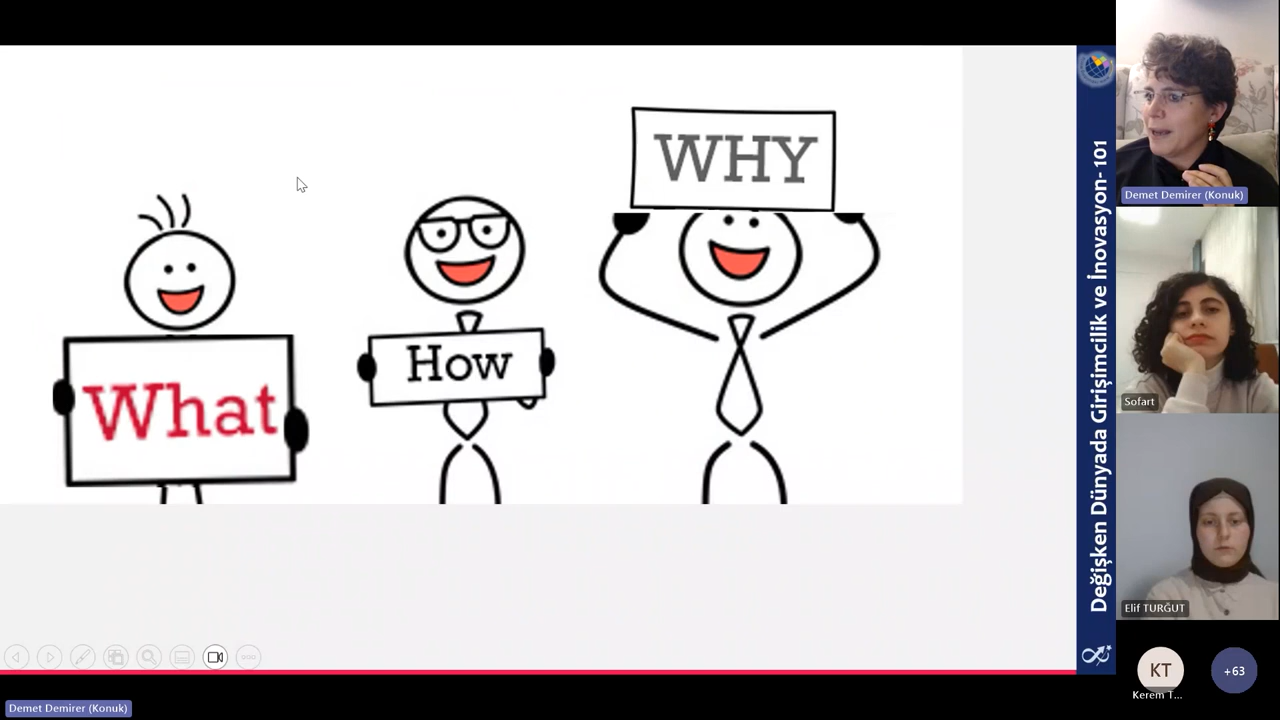 What
How
WHY
Değişken Dünyada Girişimcilik ve İnovasyon- 101
Demet Demirer (Konuk)
Sofart
Elif TURĞUT
KT
Kerem T...
+63
Demet Demirer (Konuk)